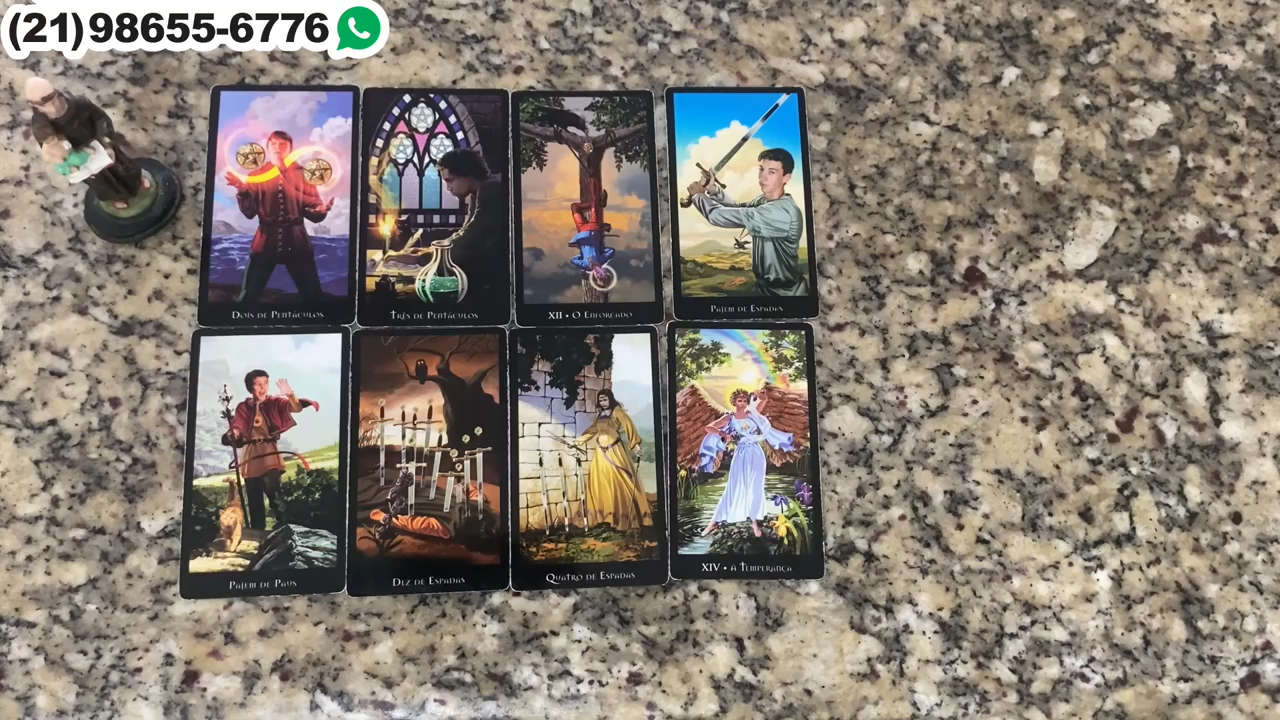 (21)98655-6776
Dois de Pentáculos
Três de Pentáculos
XII • O Enforcado
Pajem de Espadas
Pajem de Paus
Dez de Espadas
Quatro de Espadas
XIV • A Temperança